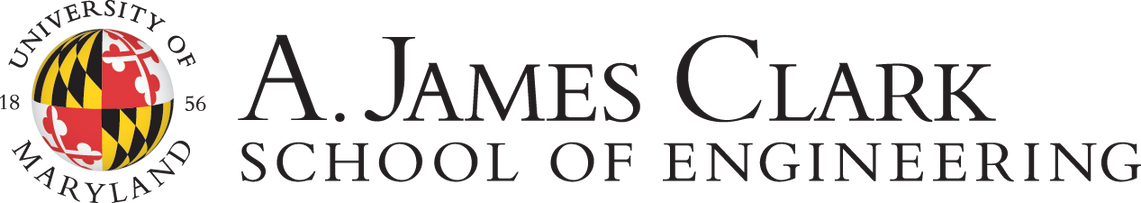 UNIVERSITY OF
18 56
MARYLAND
A. JAMES CLARK
SCHOOL OF ENGINEERING